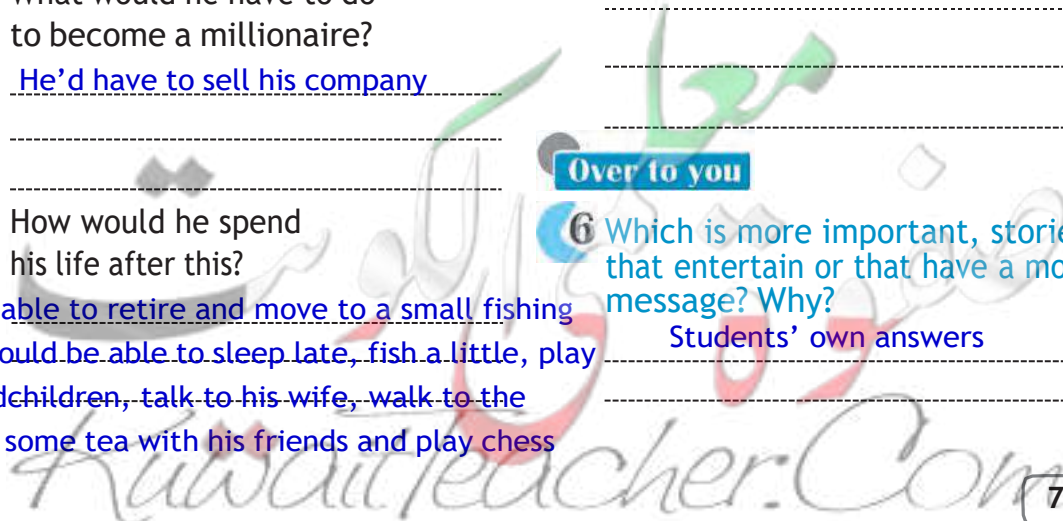 What would he have to do
to become a millionaire?
He'd have to sell his company
How would he spend
his life after this?
able to retire and move to a small fishing
ould be able to sleep late, fish a little, play
dchildren, talk to his wife, walk to the
some tea with his friends and play chess
Over to you
6 Which is more important, storie
that entertain or that have a mo
message? Why?
Students' own answers
KuwaitTeacher.Com
7